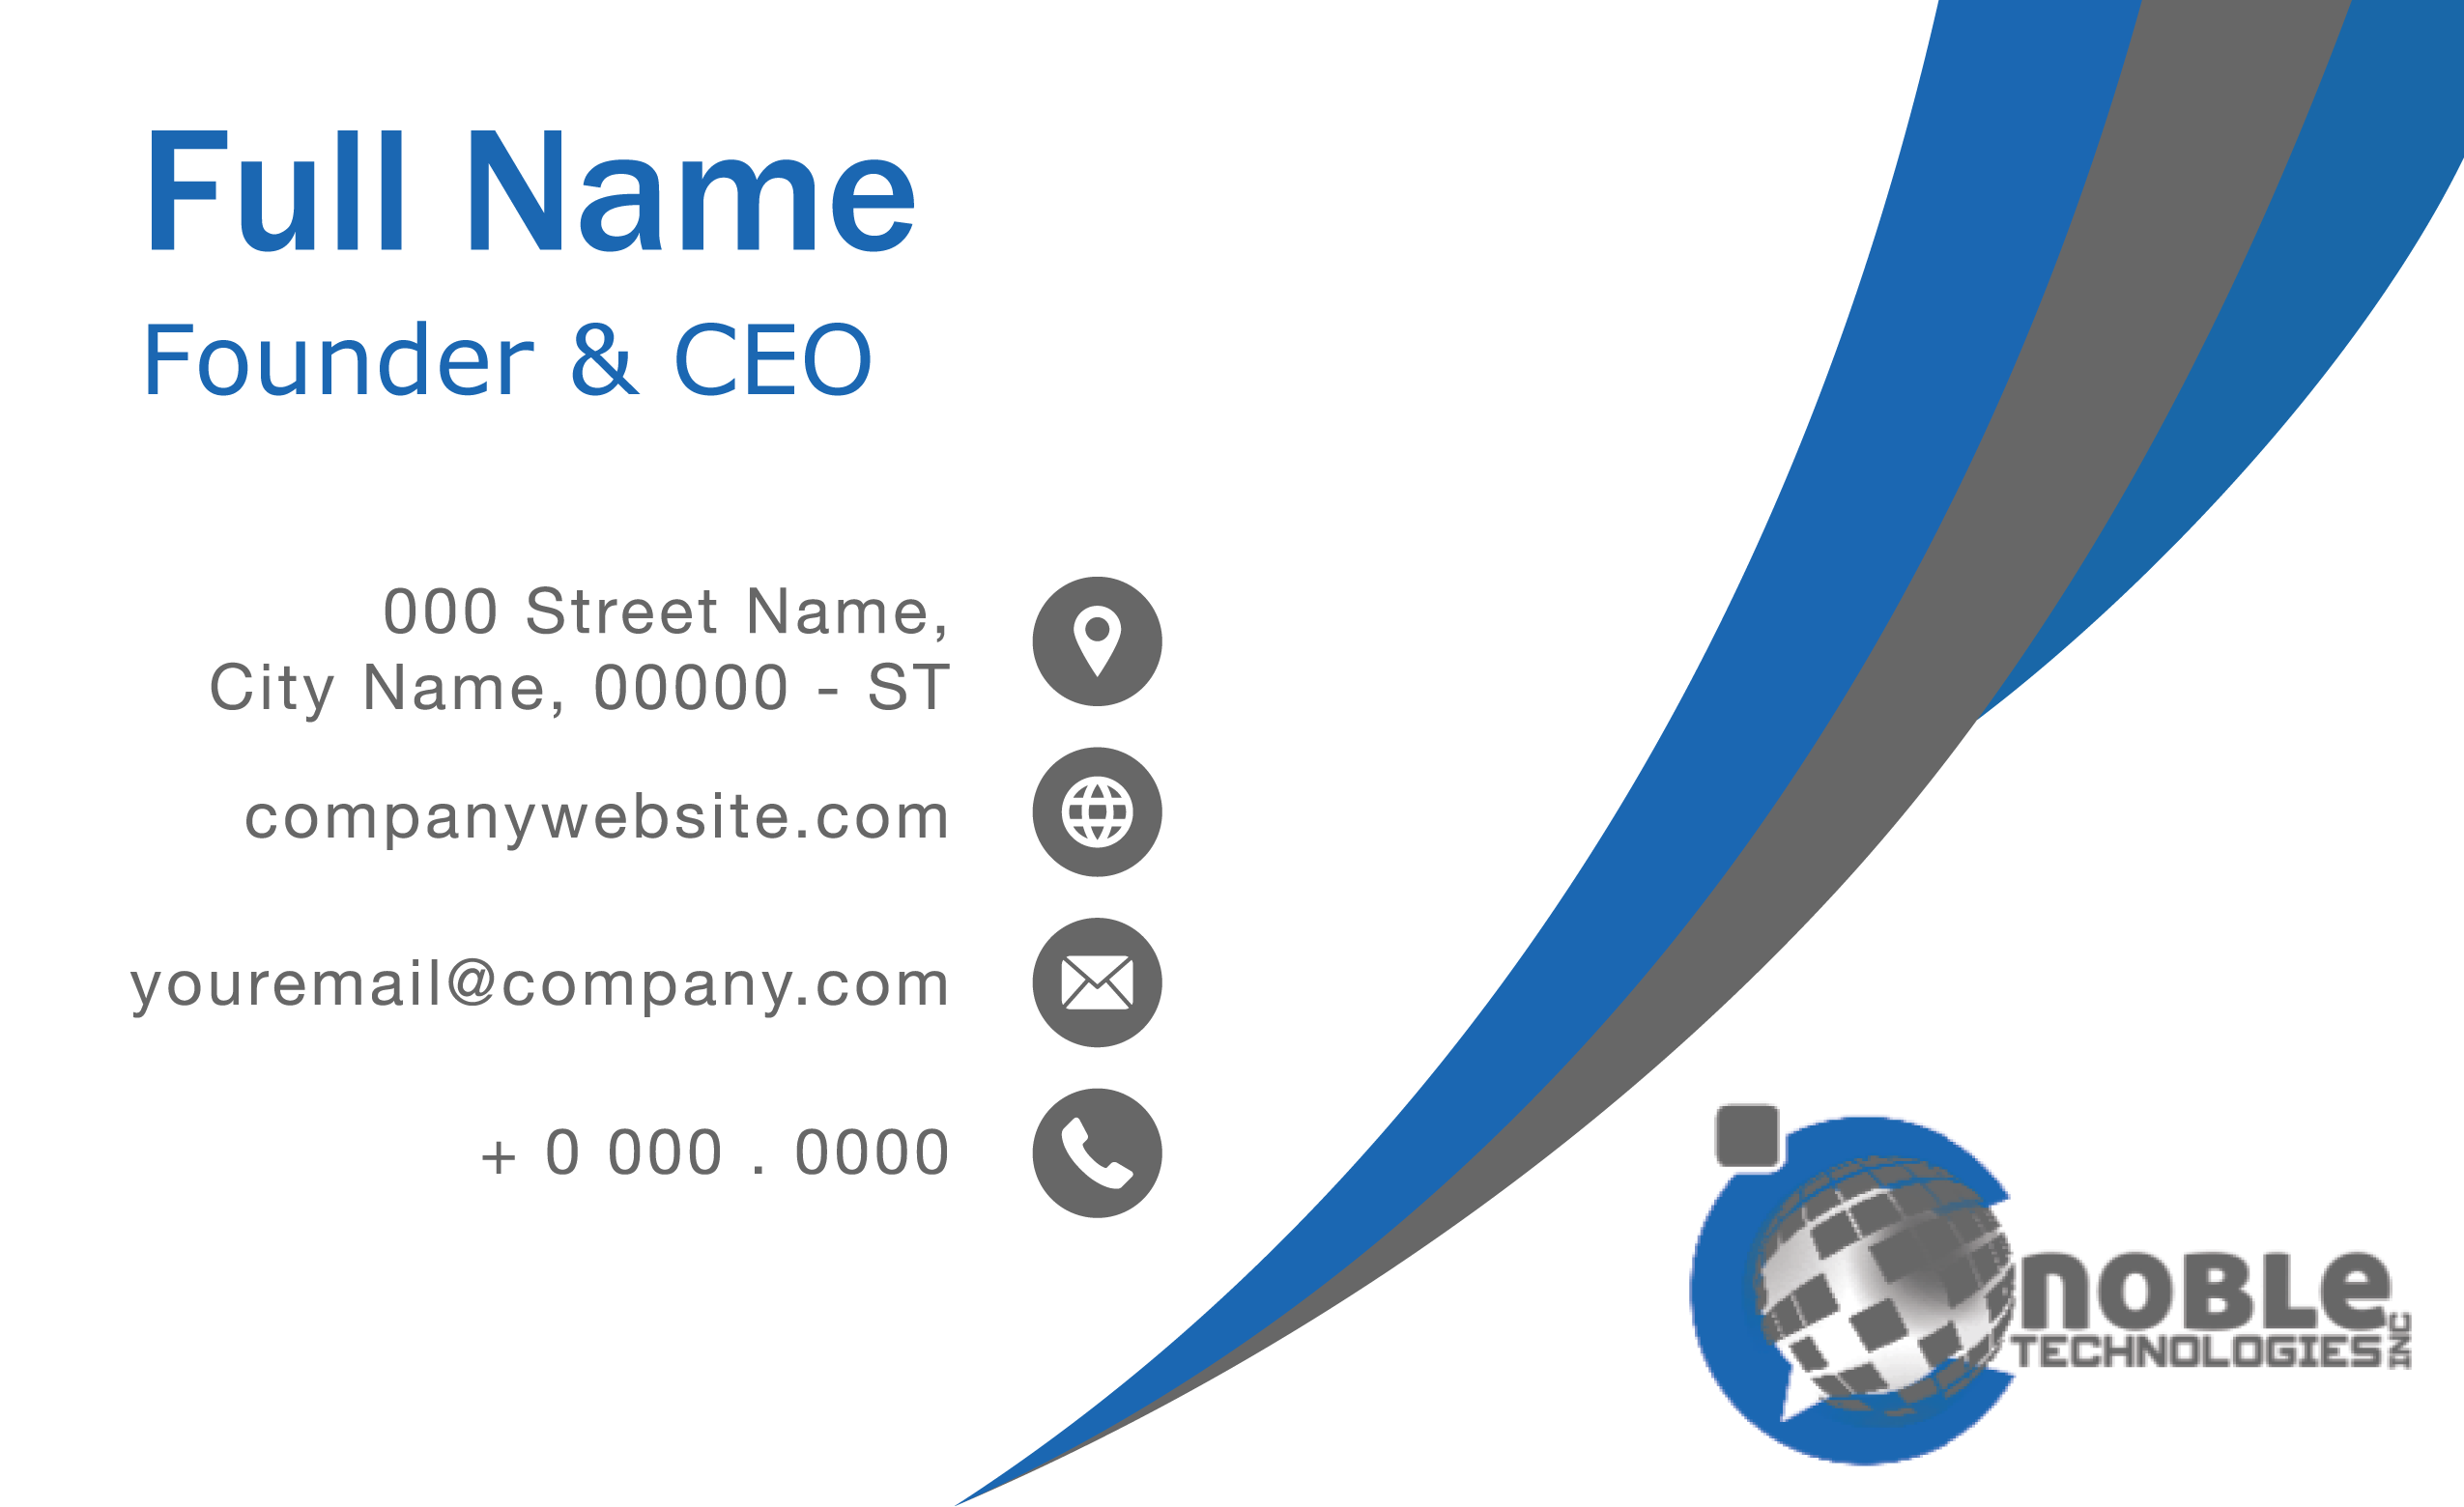 Full Name
Founder & CEO
000 Street Name,
City Name, 00000 - ST
companywebsite.com
youremail@company.com
+ 0 000 . 0000
NOBLe
TECHNOLOGIES INC